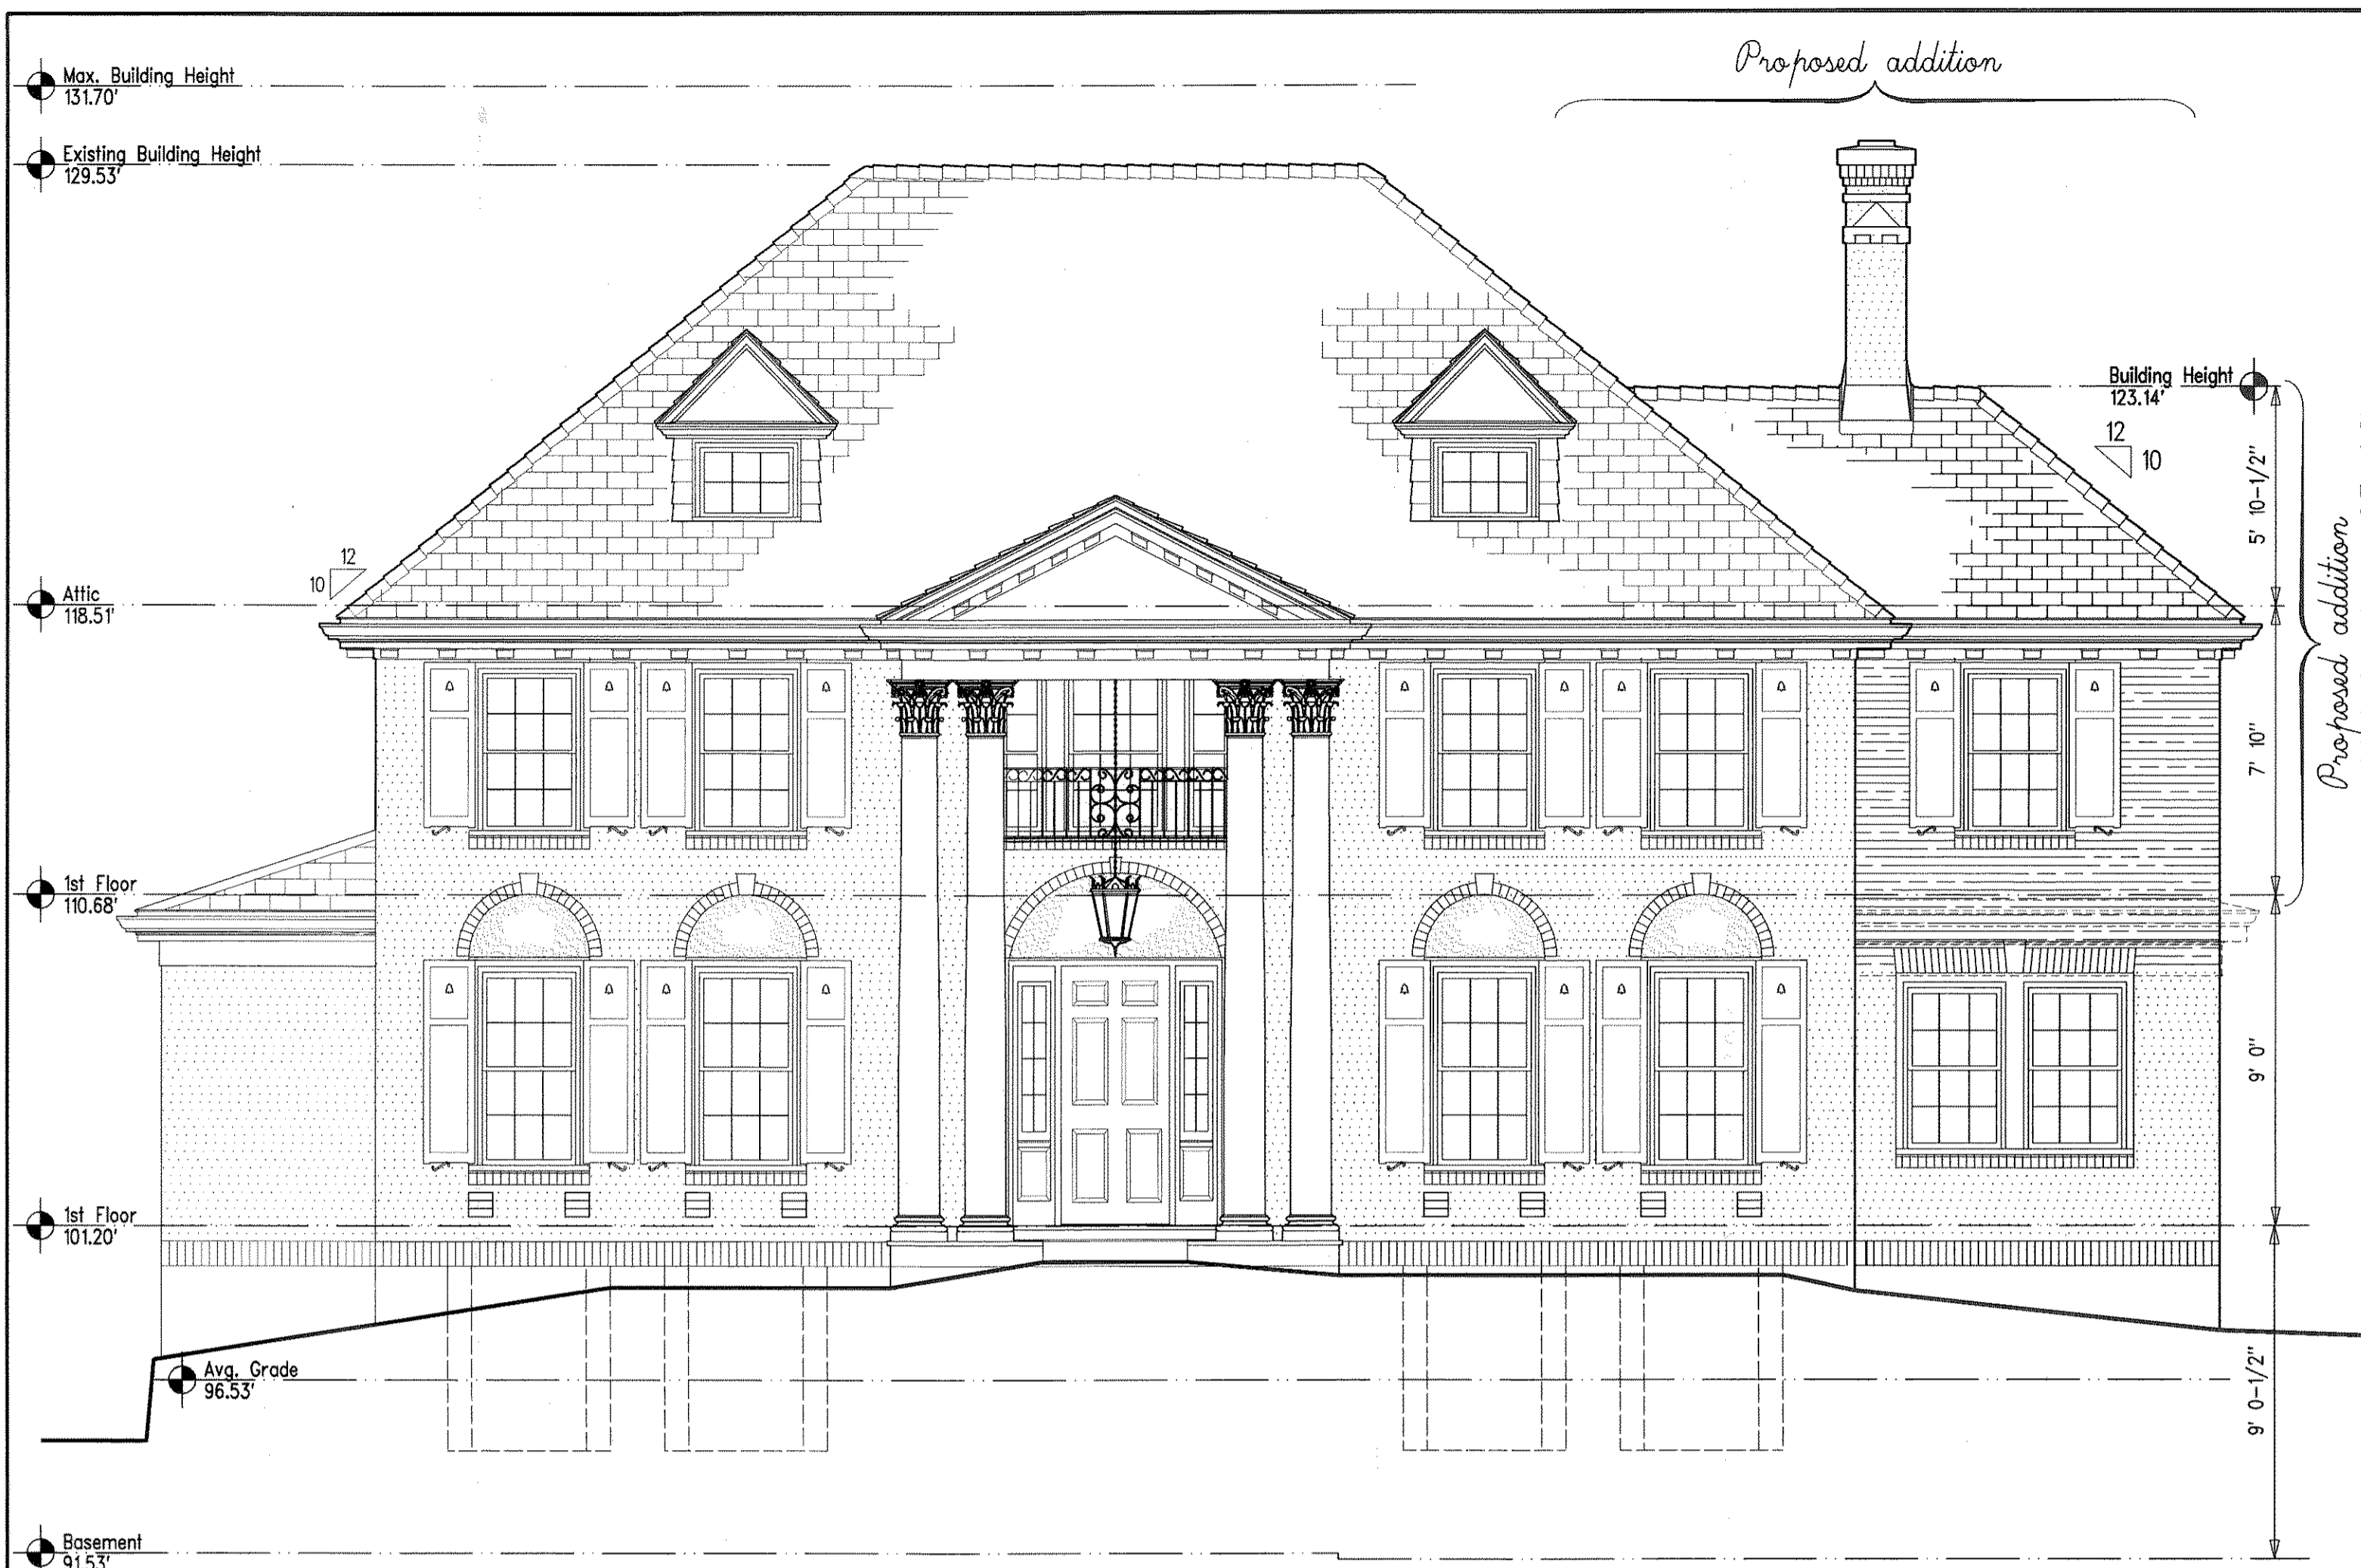 Proposed addition
Max. Building Height
131.70'
Existing Building Height
129.53'
Building Height
123.14'
12
10
5' 10-1/2"
12
10
Attic
118.51'
Proposed addition
7' 10"
1st Floor
110.68'
9' 0"
1st Floor
101.20'
Avg. Grade
96.53'
9' 0-1/2"
Basement
91.53'